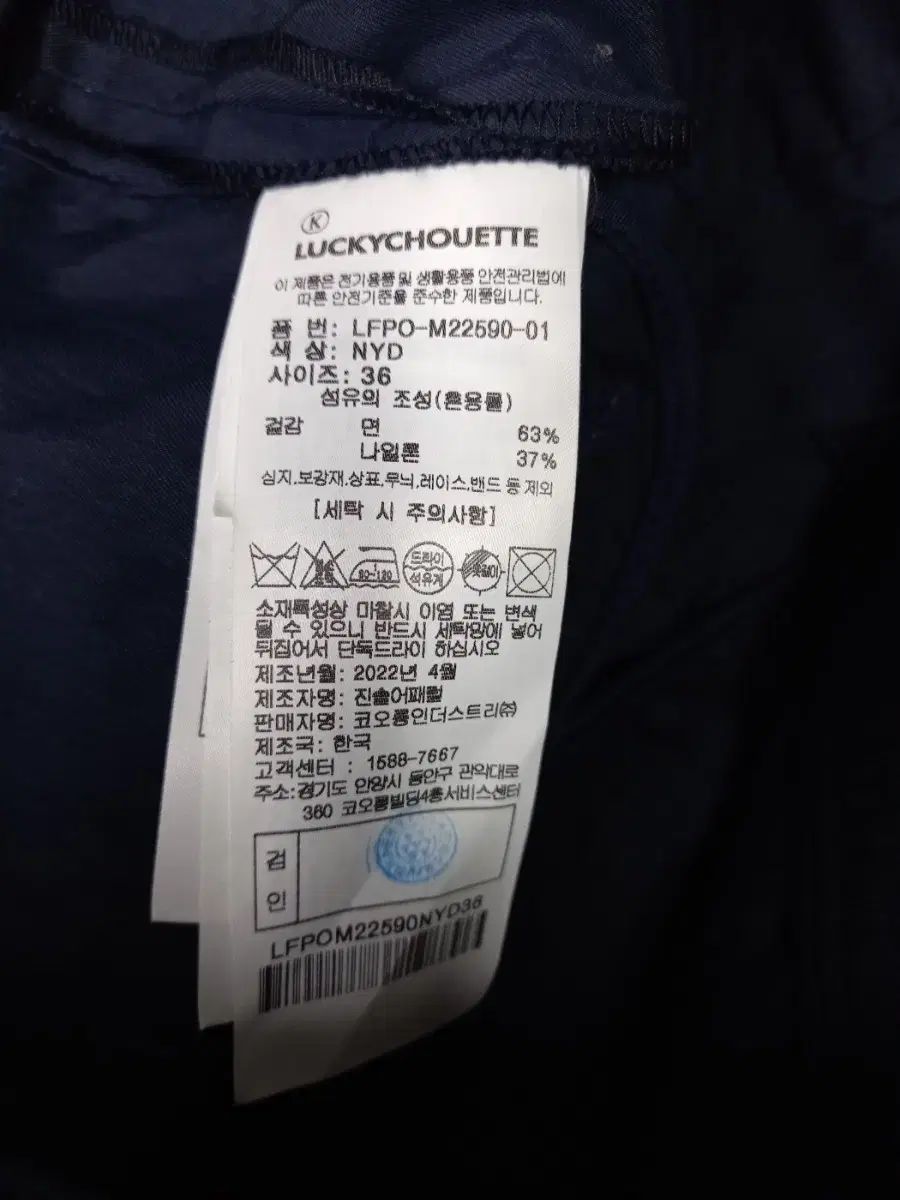 K
LUCKYCHOUETTE
이 제품은 전기용품 및 생활용품 안전관리법에
따른 안전기준을 준수한 제품입니다.
품 번: LFPO-M22590-01
색 상: NYD
사이즈: 36
섬유의 조성(혼용률)
겉감 면 63%
나일론 37%
심지,보강재,상표,무늬,레이스,밴드 등 제외
[세탁 시 주의사항]
80~120 드라이
석유계 옷걸이
소재특성상 마찰시 이염 또는 변색
될 수 있으니 반드시 세탁망에 넣어
뒤집어서 단독드라이 하십시오
제조년월: 2022년 4월
제조자명: 진솔어패럴
판매자명: 코오롱인더스트리㈜
제조국: 한국
고객센터 : 1588-7667
주소:경기도 안양시 동안구 관악대로
360 코오롱빌딩4층서비스센터
검
인
LFPOM22590NYD36